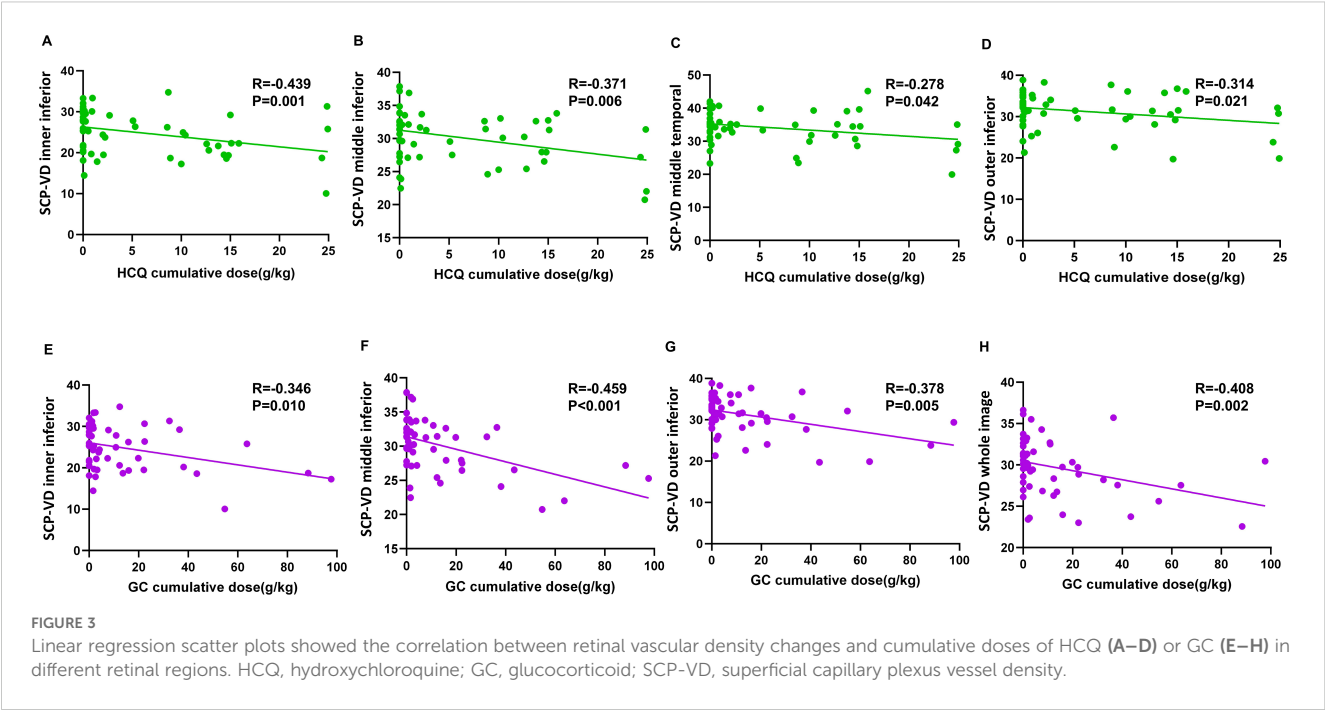 A
R=-0.439
P=0.001
SCP-VD inner inferior
40
30
20
10
0
0 5 10 15 20 25
HCQ cumulative dose(g/kg)
B
R=-0.371
P=0.006
SCP-VD middle inferior
40
35
30
25
20
15
0 5 10 15 20 25
HCQ cumulative dose(g/kg)
C
R=-0.278
P=0.042
SCP-VD middle temporal
50
40
30
20
10
0
0 5 10 15 20 25
HCQ cumulative dose(g/kg)
D
R=-0.314
P=0.021
SCP-VD outer inferior
40
30
20
10
0
0 5 10 15 20 25
HCQ cumulative dose(g/kg)
E
R=-0.346
P=0.010
SCP-VD inner inferior
40
30
20
10
0
0 20 40 60 80 100
GC cumulative dose(g/kg)
F
R=-0.459
P<0.001
SCP-VD middle inferior
40
35
30
25
20
15
0 20 40 60 80 100
GC cumulative dose(g/kg)
G
R=-0.378
P=0.005
SCP-VD outer inferior
40
30
20
10
0
0 20 40 60 80 100
GC cumulative dose(g/kg)
H
R=-0.408
P=0.002
SCP-VD whole image
40
35
30
25
20
0 20 40 60 80 100
GC cumulative dose(g/kg)
FIGURE 3
Linear regression scatter plots showed the correlation between retinal vascular density changes and cumulative doses of HCQ (A–D) or GC (E–H) in
different retinal regions. HCQ, hydroxychloroquine; GC, glucocorticoid; SCP-VD, superficial capillary plexus vessel density.